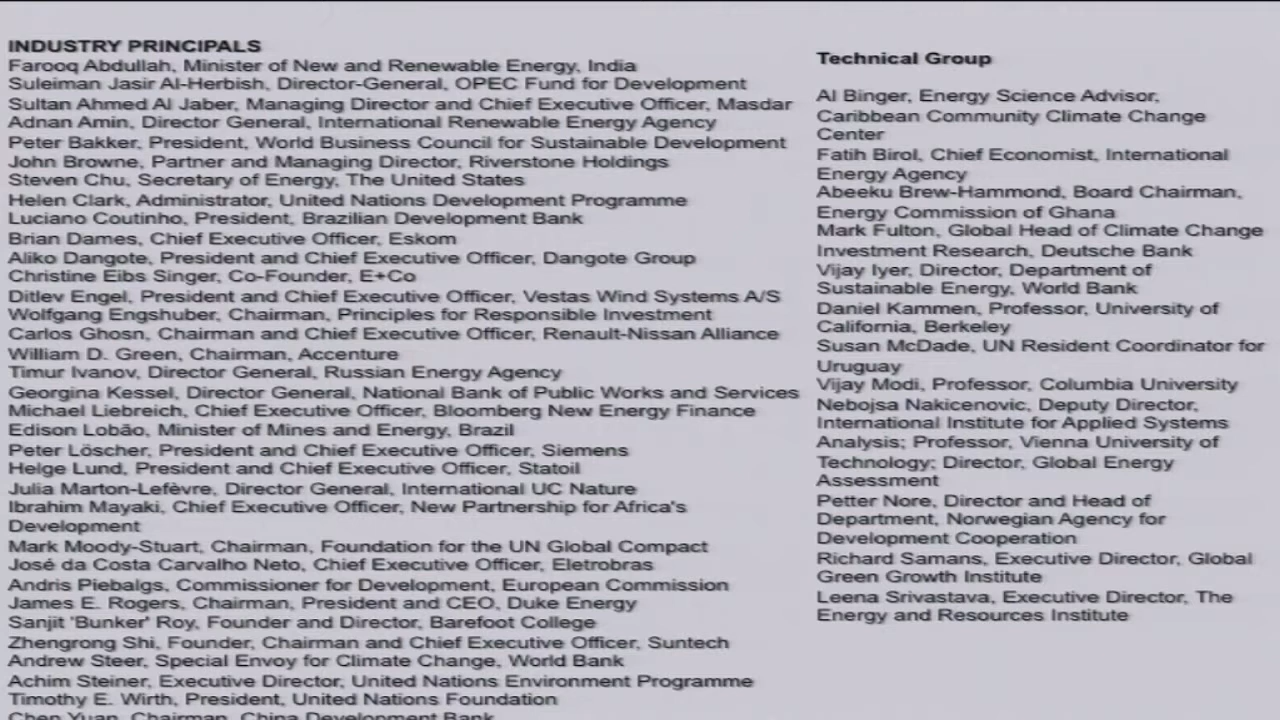 INDUSTRY PRINCIPALS
Farooq Abdullah, Minister of New and Renewable Energy, India
Suleiman Jasir Al-Herbish, Director-General, OPEC Fund for Development
Sultan Ahmed Al Jaber, Managing Director and Chief Executive Officer, Masdar
Adnan Amin, Director General, International Renewable Energy Agency
Peter Bakker, President, World Business Council for Sustainable Development
John Browne, Partner and Managing Director, Riverstone Holdings
Steven Chu, Secretary of Energy, The United States
Helen Clark, Administrator, United Nations Development Programme
Luciano Coutinho, President, Brazilian Development Bank
Brian Dames, Chief Executive Officer, Eskom
Aliko Dangote, President and Chief Executive Officer, Dangote Group
Christine Eibs Singer, Co-Founder, E+Co
Ditlev Engel, President and Chief Executive Officer, Vestas Wind Systems A/S
Wolfgang Engshuber, Chairman, Principles for Responsible Investment
Carlos Ghosn, Chairman and Chief Executive Officer, Renault-Nissan Alliance
William D. Green, Chairman, Accenture
Timur Ivanov, Director General, Russian Energy Agency
Georgina Kessel, Director General, National Bank of Public Works and Services
Michael Liebreich, Chief Executive Officer, Bloomberg New Energy Finance
Edison Lobão, Minister of Mines and Energy, Brazil
Peter Löscher, President and Chief Executive Officer, Siemens
Helge Lund, President and Chief Executive Officer, Statoil
Julia Marton-Lefèvre, Director General, International UC Nature
Ibrahim Mayaki, Chief Executive Officer, New Partnership for Africa's
Development
Mark Moody-Stuart, Chairman, Foundation for the UN Global Compact
José da Costa Carvalho Neto, Chief Executive Officer, Eletrobras
Andris Piebalgs, Commissioner for Development, European Commission
James E. Rogers, Chairman, President and CEO, Duke Energy
Sanjit 'Bunker' Roy, Founder and Director, Barefoot College
Zhengrong Shi, Founder, Chairman and Chief Executive Officer, Suntech
Andrew Steer, Special Envoy for Climate Change, World Bank
Achim Steiner, Executive Director, United Nations Environment Programme
Timothy E. Wirth, President, United Nations Foundation
Chen Yuan, Chairman, China Development Bank
Technical Group
Al Binger, Energy Science Advisor,
Caribbean Community Climate Change
Center
Fatih Birol, Chief Economist, International
Energy Agency
Abeeku Brew-Hammond, Board Chairman,
Energy Commission of Ghana
Mark Fulton, Global Head of Climate Change
Investment Research, Deutsche Bank
Vijay Iyer, Director, Department of
Sustainable Energy, World Bank
Daniel Kammen, Professor, University of
California, Berkeley
Susan McDade, UN Resident Coordinator for
Uruguay
Vijay Modi, Professor, Columbia University
Nebojsa Nakicenovic, Deputy Director,
International Institute for Applied Systems
Analysis; Professor, Vienna University of
Technology; Director, Global Energy
Assessment
Petter Nore, Director and Head of
Department, Norwegian Agency for
Development Cooperation
Richard Samans, Executive Director, Global
Green Growth Institute
Leena Srivastava, Executive Director, The
Energy and Resources Institute